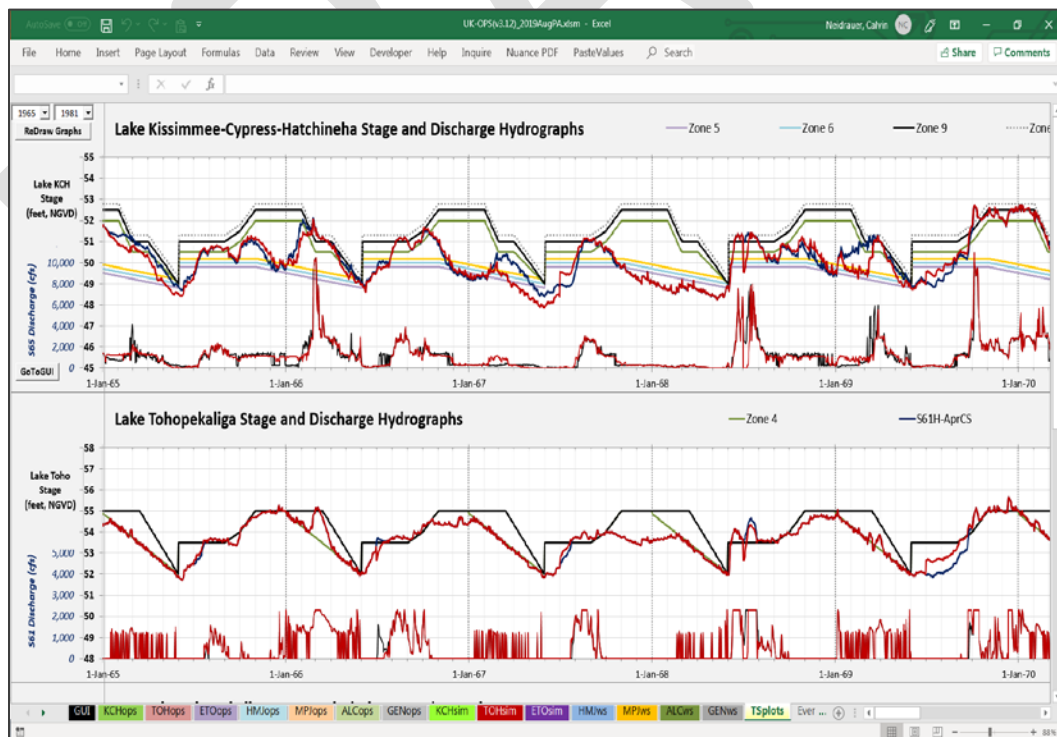 AutoSave Off
UK-OPS(v3.12)_2019AugPA.xlsm - Excel
Neidrauer, Calvin NC
File Home Insert Page Layout Formulas Data Review View Developer Help Inquire Nuance PDF PasteValues Search Share Comments
fx
1965 1981
ReDraw Graphs
Lake Kissimmee-Cypress-Hatchineha Stage and Discharge Hydrographs
Zone 5 Zone 6 Zone 9 Zone
Lake KCH
Stage
(feet, NGVD)
55
54
53
52
51
50
49
48
47
46
45
S65 Discharge (cfs)
10,000
8,000
6,000
4,000
2,000
0
GoToGUI
1-Jan-65 1-Jan-66 1-Jan-67 1-Jan-68 1-Jan-69 1-Jan-70
Lake Tohopekaliga Stage and Discharge Hydrographs
Zone 4 S61H-AprCS
Lake Toho
Stage
(feet, NGVD)
58
57
56
55
54
53
52
51
50
49
48
S61 Discharge (cfs)
5,000
4,000
3,000
2,000
1,000
0
1-Jan-65 1-Jan-66 1-Jan-67 1-Jan-68 1-Jan-69 1-Jan-70
GUI KCHops TOHops ETOops HMJops MPJops ALCops GENops KCHsim TOHsim ETOsim HMJws MPJws ALCws GENws TSplots Ever ...
88%